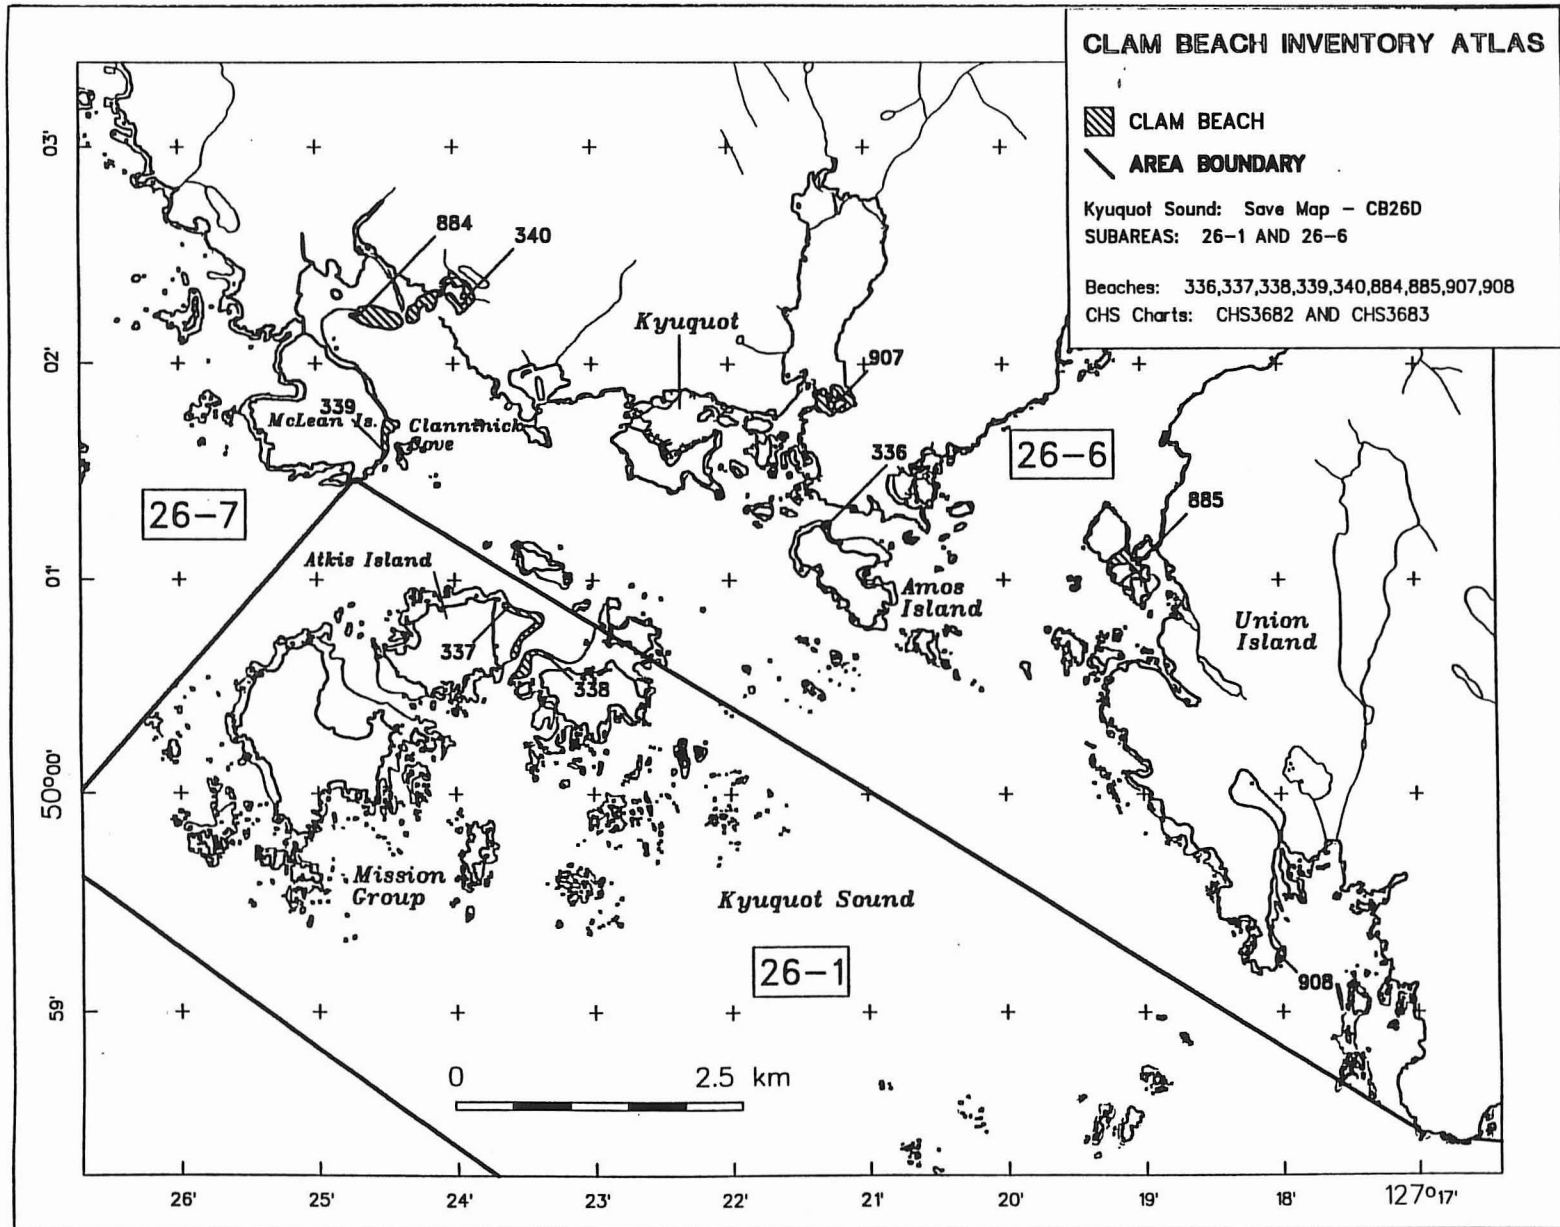 CLAM BEACH INVENTORY ATLAS
CLAM BEACH
AREA BOUNDARY
Kyuquot Sound: Save Map - CB26D
SUBAREAS: 26-1 AND 26-6
Beaches: 336,337,338,339,340,884,885,907,908
CHS Charts: CHS3682 AND CHS3683
03'
884
340
Kyuquot
02'
907
339
McLean Is.
Clanninick
Cove
336
26-6
26-7
885
Atkis Island
01'
Amos
Island
Union
Island
337
338
50°00'
Mission
Group
Kyuquot Sound
26-1
908
59'
0
2.5 km
26'
25'
24'
23'
22'
21'
20'
19'
18'
127°17'